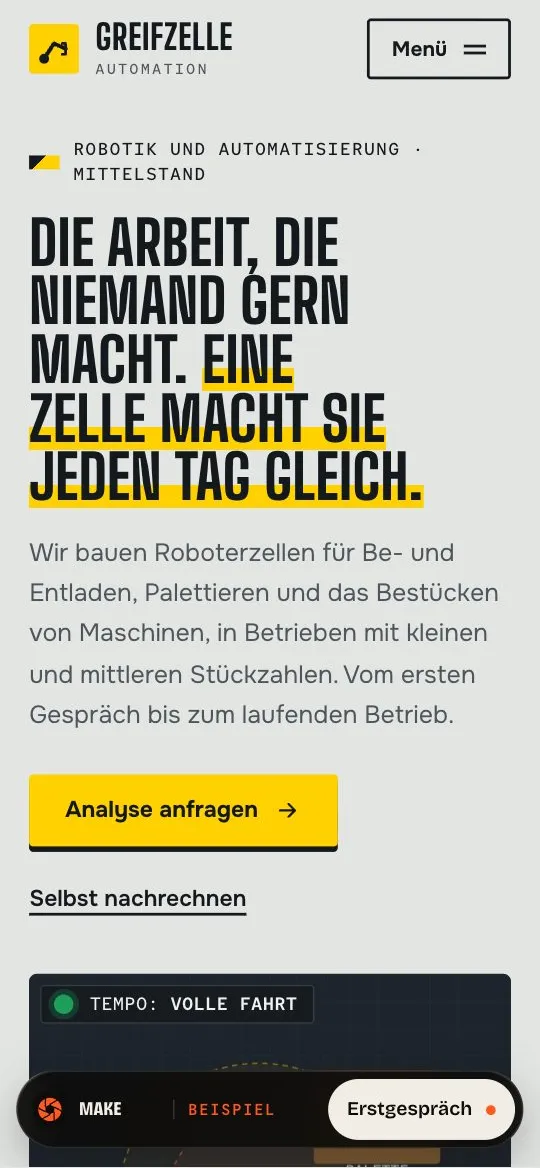 GREIFZELLE
AUTOMATION
Menü
ROBOTIK UND AUTOMATISIERUNG ·
MITTELSTAND
DIE ARBEIT, DIE
NIEMAND GERN
MACHT. EINE
ZELLE MACHT SIE
JEDEN TAG GLEICH.
Wir bauen Roboterzellen für Be- und
Entladen, Palettieren und das Bestücken
von Maschinen, in Betrieben mit kleinen
und mittleren Stückzahlen. Vom ersten
Gespräch bis zum laufenden Betrieb.
Analyse anfragen →
Selbst nachrechnen
TEMPO: VOLLE FAHRT
MAKE
BEISPIEL
Erstgespräch